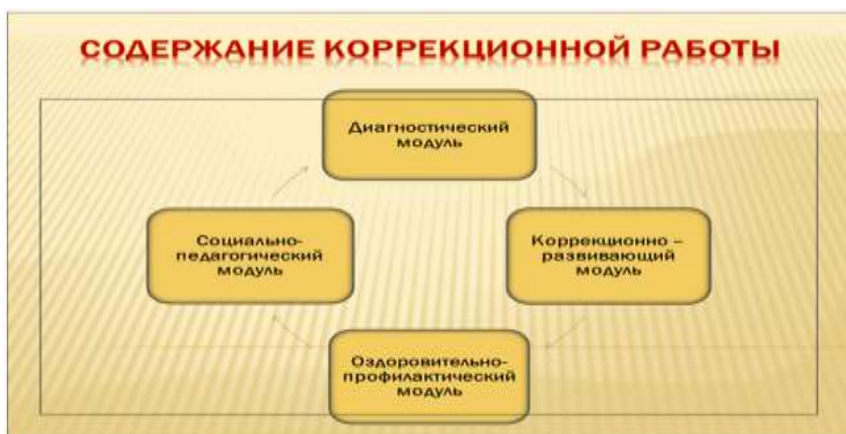 СОДЕРЖАНИЕ КОРРЕКЦИОННОЙ РАБОТЫ
Диагностический
модуль
Социально-
педагогический
модуль
Коррекционно –
развивающий
модуль
Оздоровительно-
профилактический
модуль